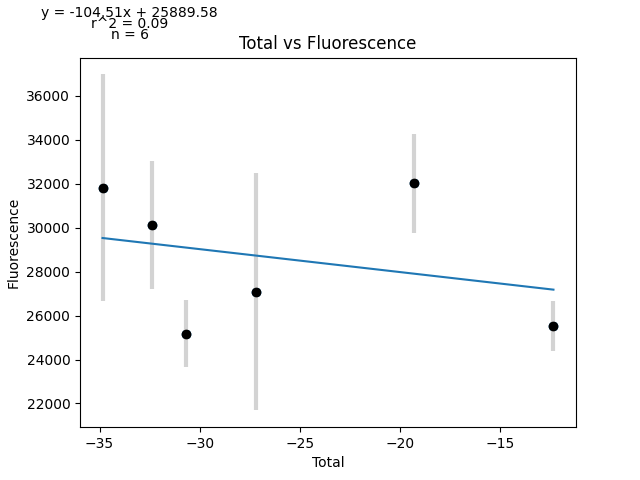 y = -104.51x + 25889.58
r^2 = 0.09
n = 6
Total vs Fluorescence
Fluorescence
36000
34000
32000
30000
28000
26000
24000
22000
−35
−30
−25
−20
−15
Total